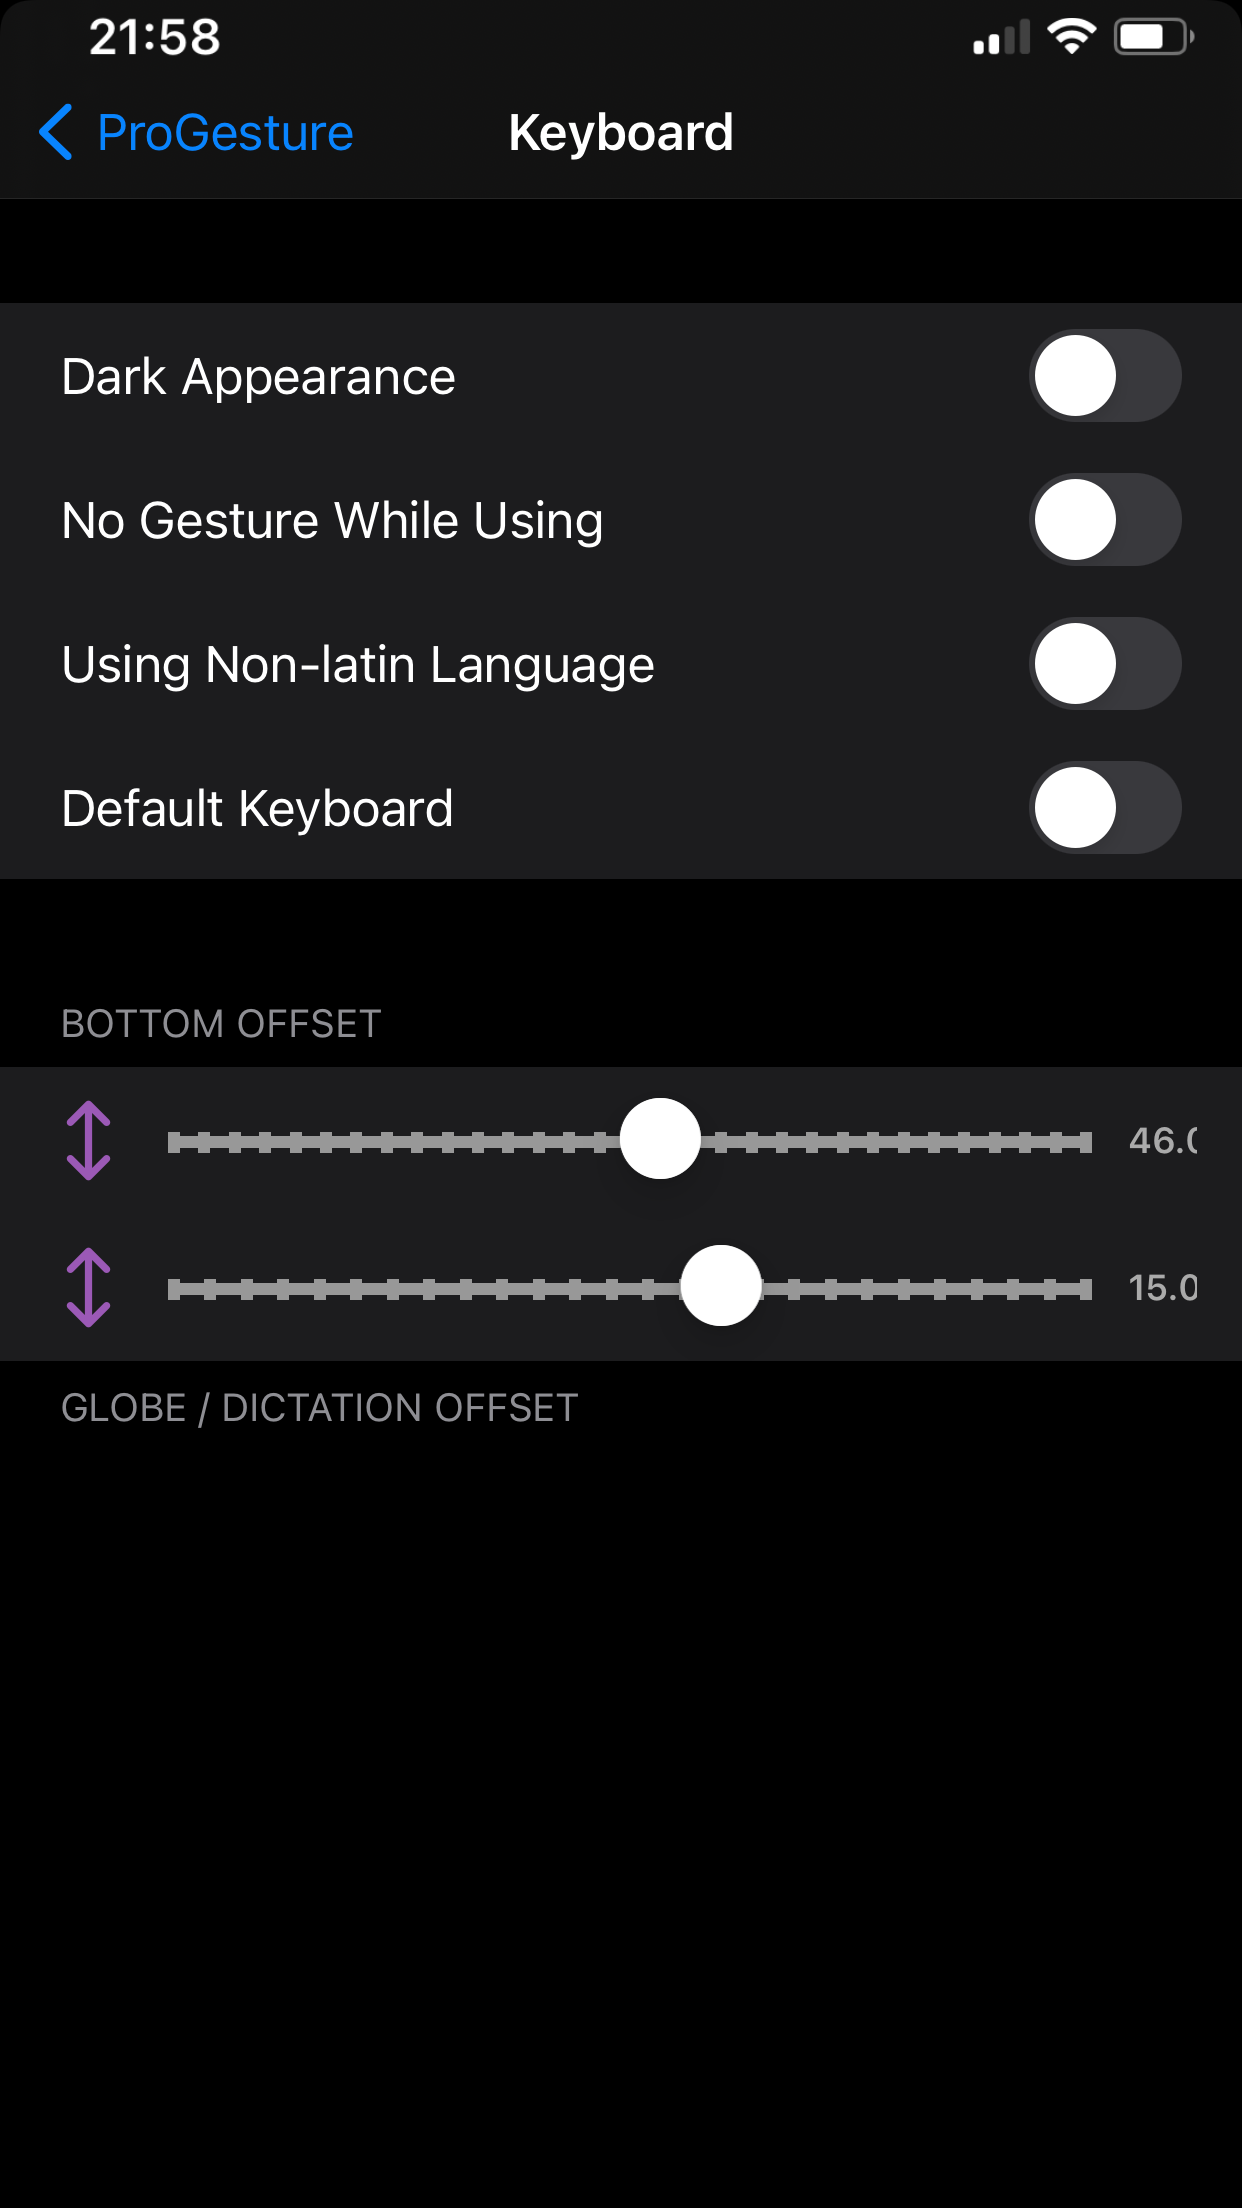 21:58
ProGesture
Keyboard
Dark Appearance
No Gesture While Using
Using Non-latin Language
Default Keyboard
BOTTOM OFFSET
46.0
15.0
GLOBE / DICTATION OFFSET